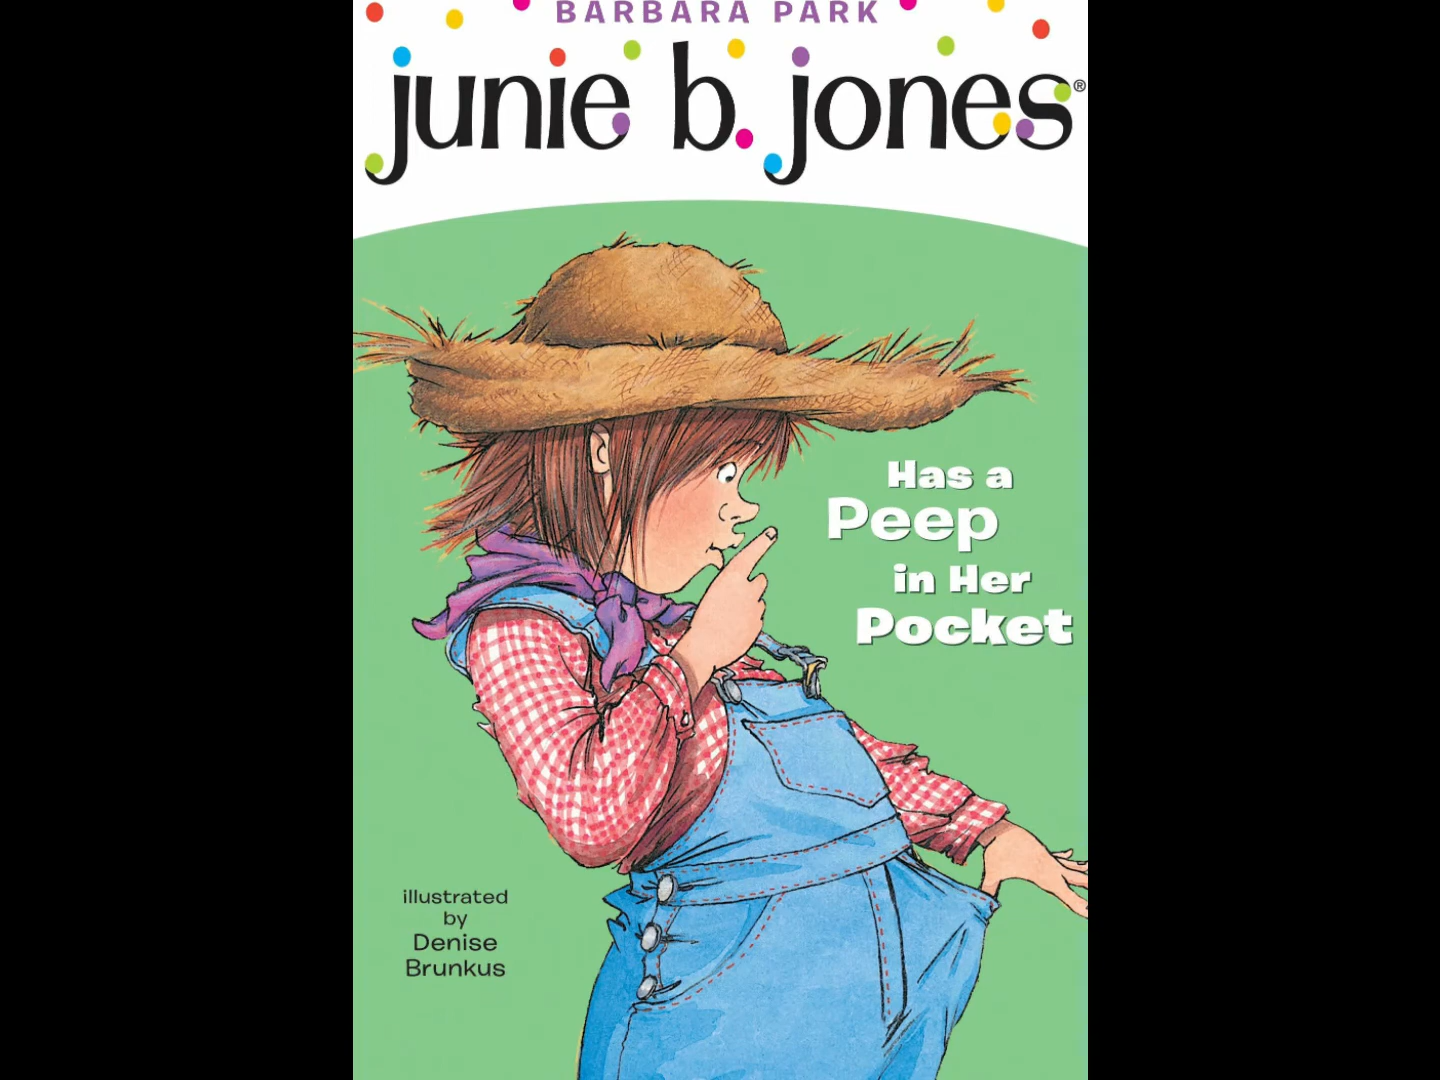 BARBARA PARK
junie b. jones®
Has a
Peep
in Her
Pocket
illustrated
by
Denise
Brunkus